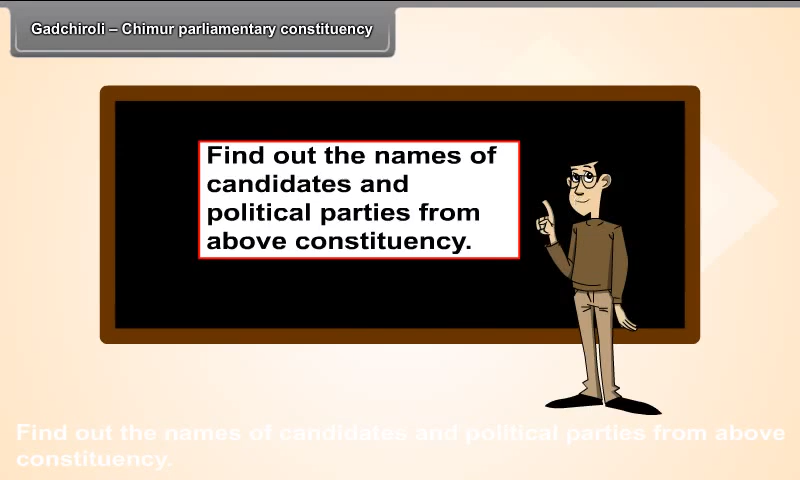 Gadchiroli – Chimur parliamentary constituency
Find out the names of
candidates and
political parties from
above constituency.
Find out the names of candidates and political parties from above
constituency.